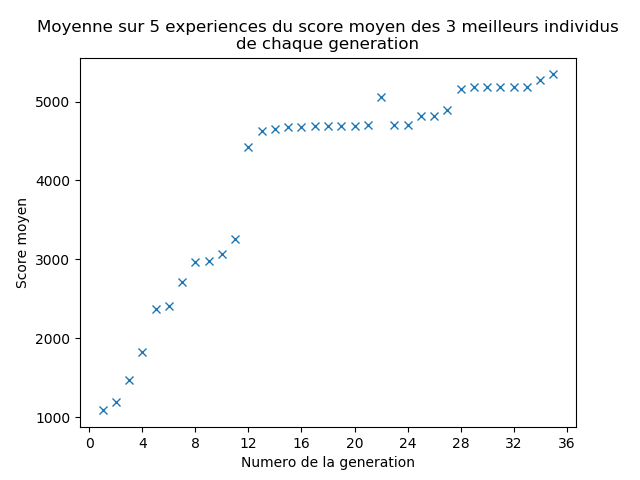 Moyenne sur 5 experiences du score moyen des 3 meilleurs individus
de chaque generation
5000
4000
3000
2000
1000
Score moyen
0 4 8 12 16 20 24 28 32 36
Numero de la generation